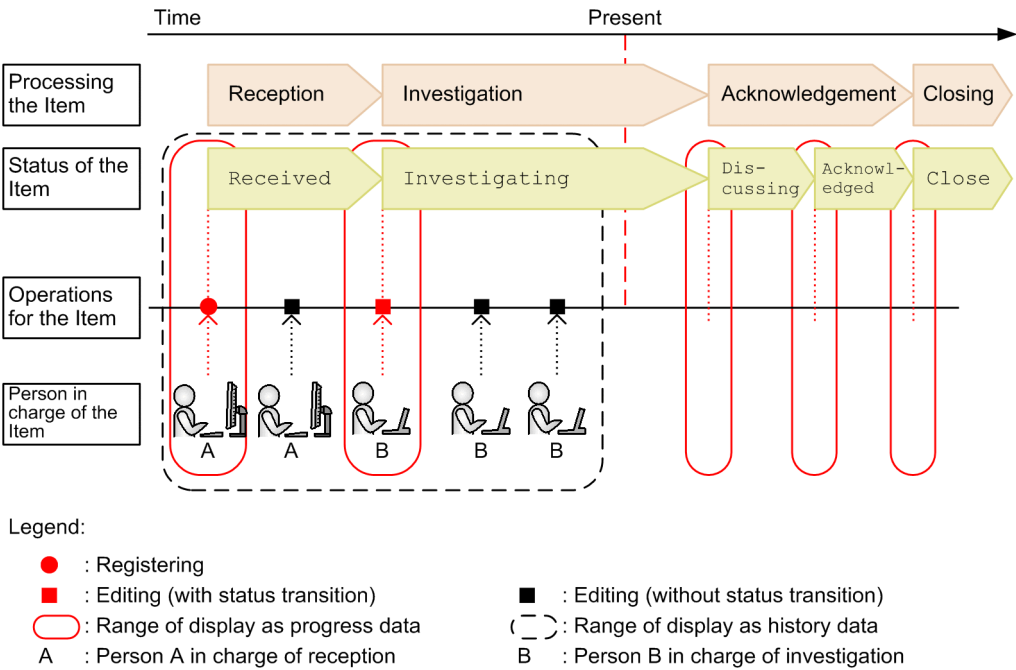 Time
Present
Processing
the Item
Reception
Investigation
Acknowledgement
Closing
Status of the
Item
Received
Investigating
Dis-
cussing
Acknowl-
edged
Close
Operations
for the Item
Person in
charge of the
Item
A
A
B
B
B
Legend:
: Registering
: Editing (with status transition)
: Editing (without status transition)
: Range of display as progress data
: Range of display as history data
A : Person A in charge of reception
B : Person B in charge of investigation